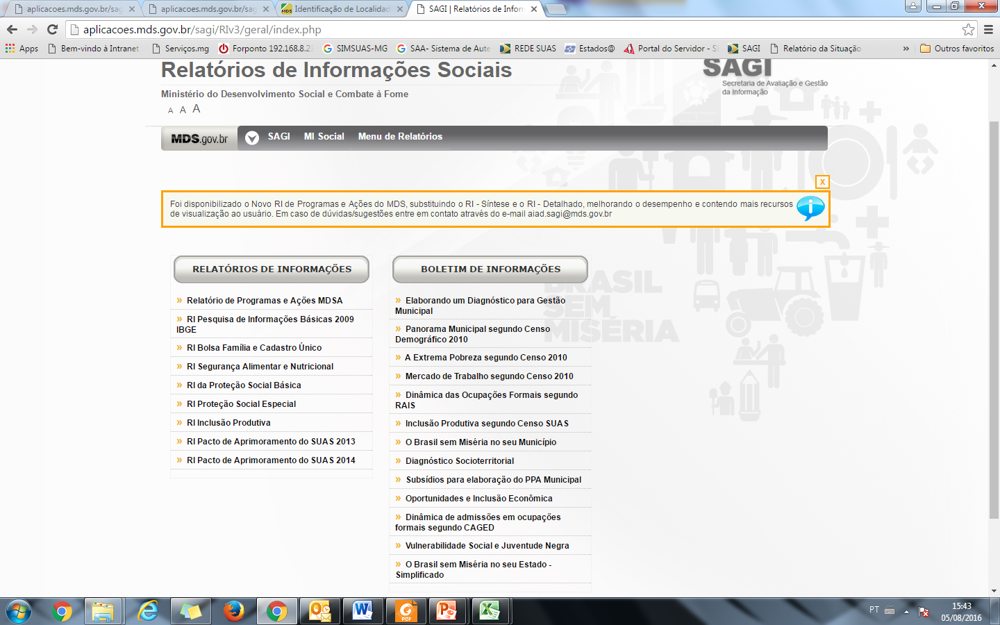 aplicacoes.mds.gov.br/sag
aplicacoes.mds.gov.br/sag
MDS Identificação de Localidad
SAGI | Relatórios de Inform
aplicacoes.mds.gov.br/sagi/RIv3/geral/index.php
Apps Bem-vindo à Intranet Serviços.mg Forponto 192.168.8.23 SIMSUAS-MG SAA- Sistema de Aute REDE SUAS Estados@ Portal do Servidor - S SAGI Relatório da Situação » Outros favoritos
Relatórios de Informações Sociais
Ministério do Desenvolvimento Social e Combate à Fome
A A A
SAGI
Secretaria de Avaliação e Gestão
da Informação
MDS.gov.br SAGI MI Social Menu de Relatórios
x
Foi disponibilizado o Novo RI de Programas e Ações do MDS, substituindo o RI - Síntese e o RI - Detalhado, melhorando o desempenho e contendo mais recursos
de visualização ao usuário. Em caso de dúvidas/sugestões entre em contato através do e-mail aiad.sagi@mds.gov.br
RELATÓRIOS DE INFORMAÇÕES
» Relatório de Programas e Ações MDSA
» RI Pesquisa de Informações Básicas 2009
IBGE
» RI Bolsa Família e Cadastro Único
» RI Segurança Alimentar e Nutricional
» RI da Proteção Social Básica
» RI Proteção Social Especial
» RI Inclusão Produtiva
» RI Pacto de Aprimoramento do SUAS 2013
» RI Pacto de Aprimoramento do SUAS 2014
BOLETIM DE INFORMAÇÕES
» Elaborando um Diagnóstico para Gestão
Municipal
» Panorama Municipal segundo Censo
Demográfico 2010
» A Extrema Pobreza segundo Censo 2010
» Mercado de Trabalho segundo Censo 2010
» Dinâmica das Ocupações Formais segundo
RAIS
» Inclusão Produtiva segundo Censo SUAS
» O Brasil sem Miséria no seu Município
» Diagnóstico Socioterritorial
» Subsídios para elaboração do PPA Municipal
» Oportunidades e Inclusão Econômica
» Dinâmica de admissões em ocupações
formais segundo CAGED
» Vulnerabilidade Social e Juventude Negra
» O Brasil sem Miséria no seu Estado -
Simplificado
BRASIL
SEM
MISÉRIA
PDF
PT
15:43
05/08/2016